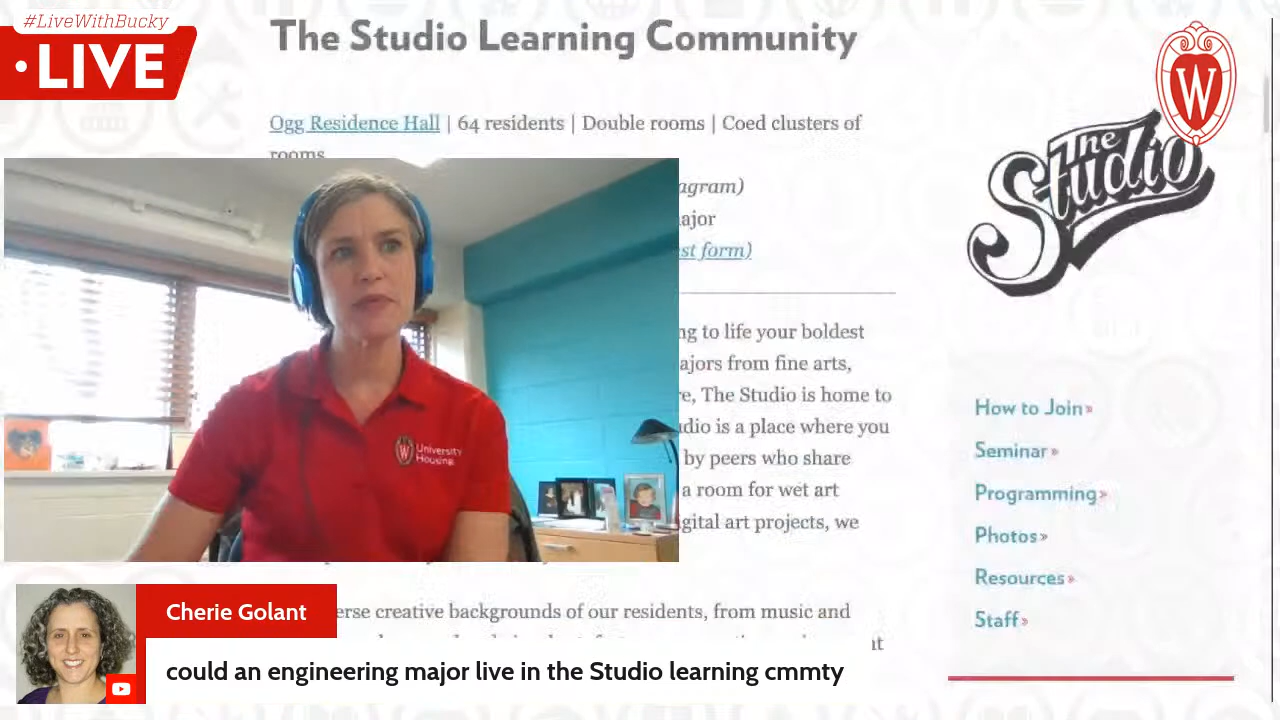 #LiveWithBucky
LIVE
The Studio Learning Community
W
The Studio
Ogg Residence Hall | 64 residents | Double rooms | Coed clusters of
rooms
agram)
ajor
st form)
ng to life your boldest
ajors from fine arts,
re, The Studio is home to
udio is a place where you
by peers who share
a room for wet art
gital art projects, we
erse creative backgrounds of our residents, from music and
How to Join»
Seminar»
Programming»
Photos»
Resources»
Staff»
W University
Housing
Cherie Golant
could an engineering major live in the Studio learning cmmty